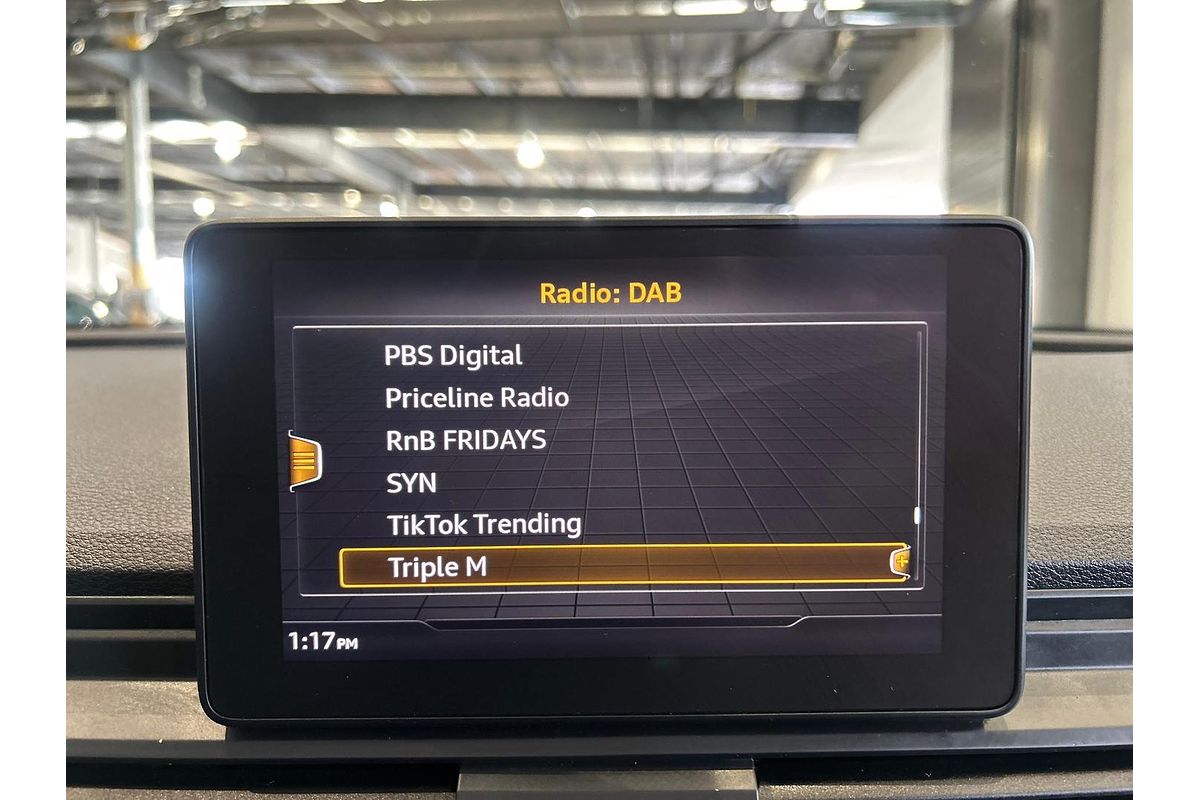 Radio: DAB
PBS Digital
Priceline Radio
RnB FRIDAYS
SYN
TikTok Trending
Triple M
1:17PM